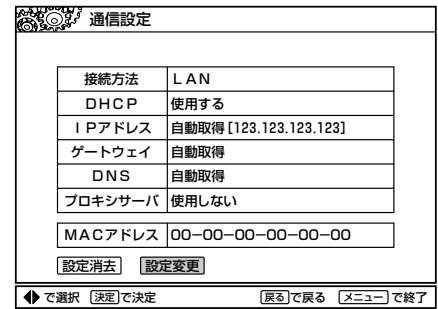 通信設定
接続方法 LAN
DHCP 使用する
IPアドレス 自動取得[123.123.123.123]
ゲートウェイ 自動取得
DNS 自動取得
プロキシサーバ 使用しない
MACアドレス 00-00-00-00-00-00
設定消去 設定変更
で選択 決定で決定 戻るで戻る メニューで終了